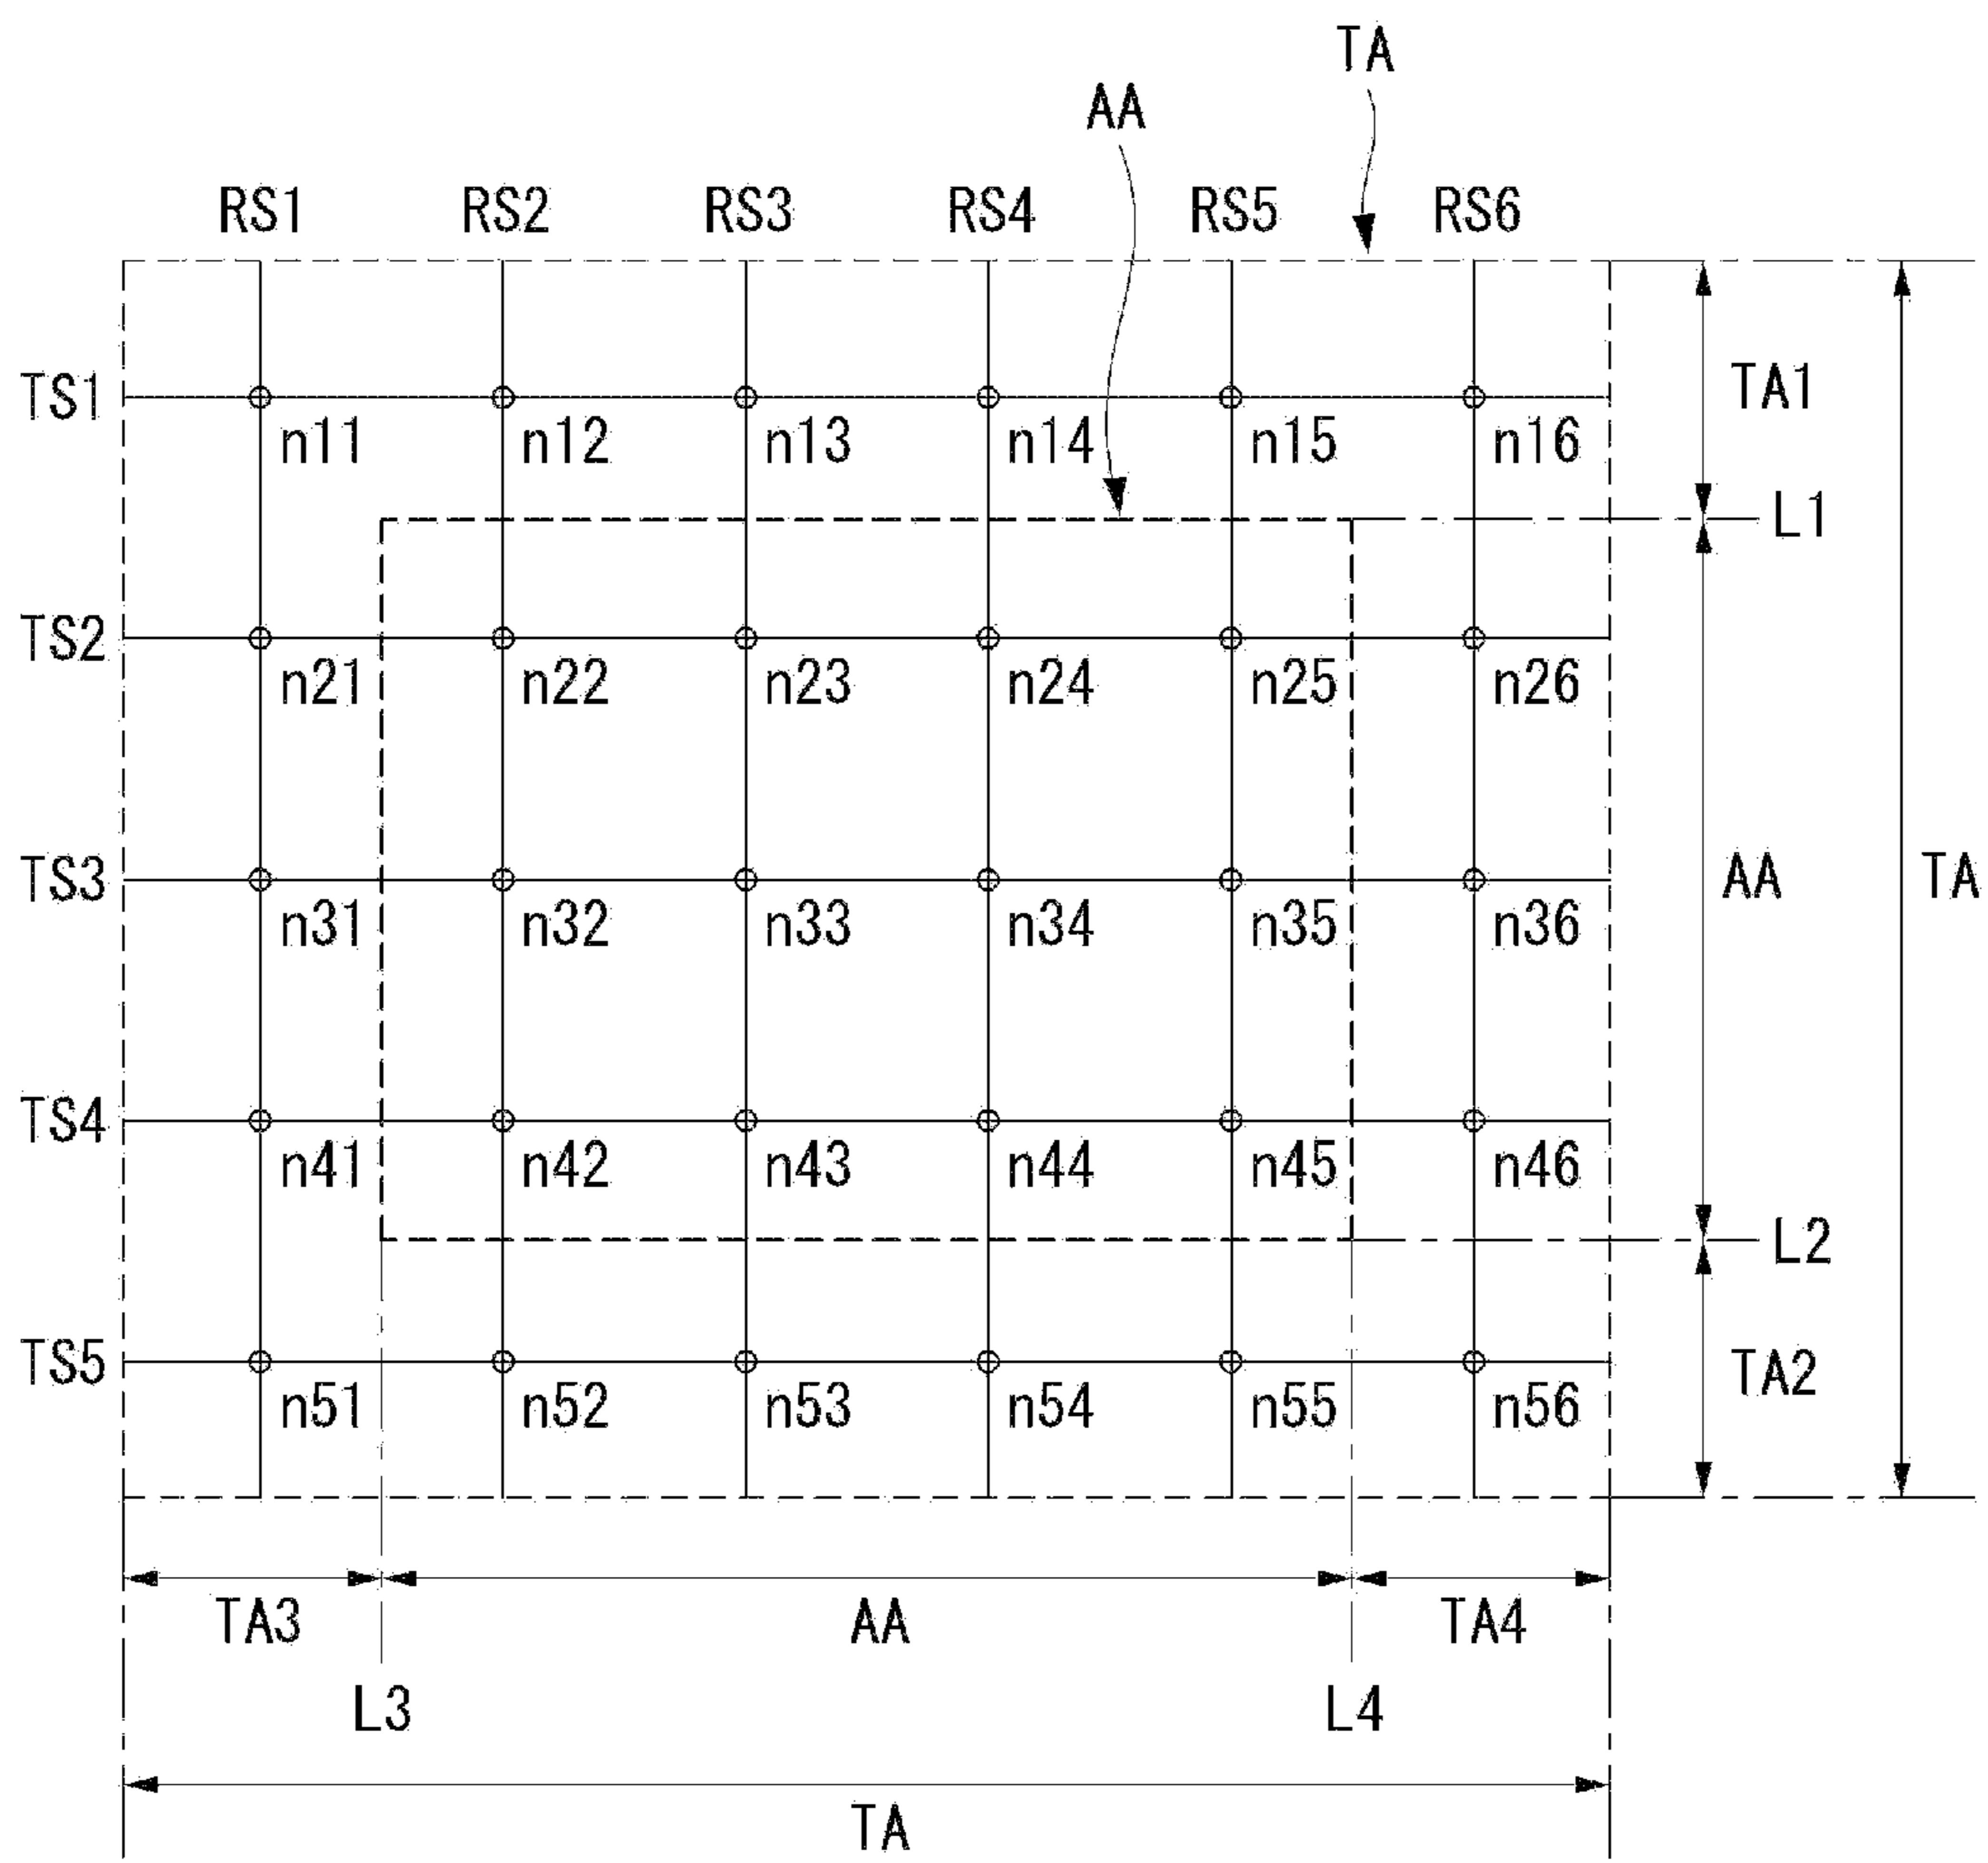 TA
AA
RS1 RS2 RS3 RS4 RS5 RS6
TS1 TA1
n11 n12 n13 n14 n15 n16
L1
TS2
n21 n22 n23 n24 n25 n26
TS3 AA TA
n31 n32 n33 n34 n35 n36
TS4
n41 n42 n43 n44 n45 n46
L2
TS5 TA2
n51 n52 n53 n54 n55 n56
TA3 AA TA4
L3 L4
TA